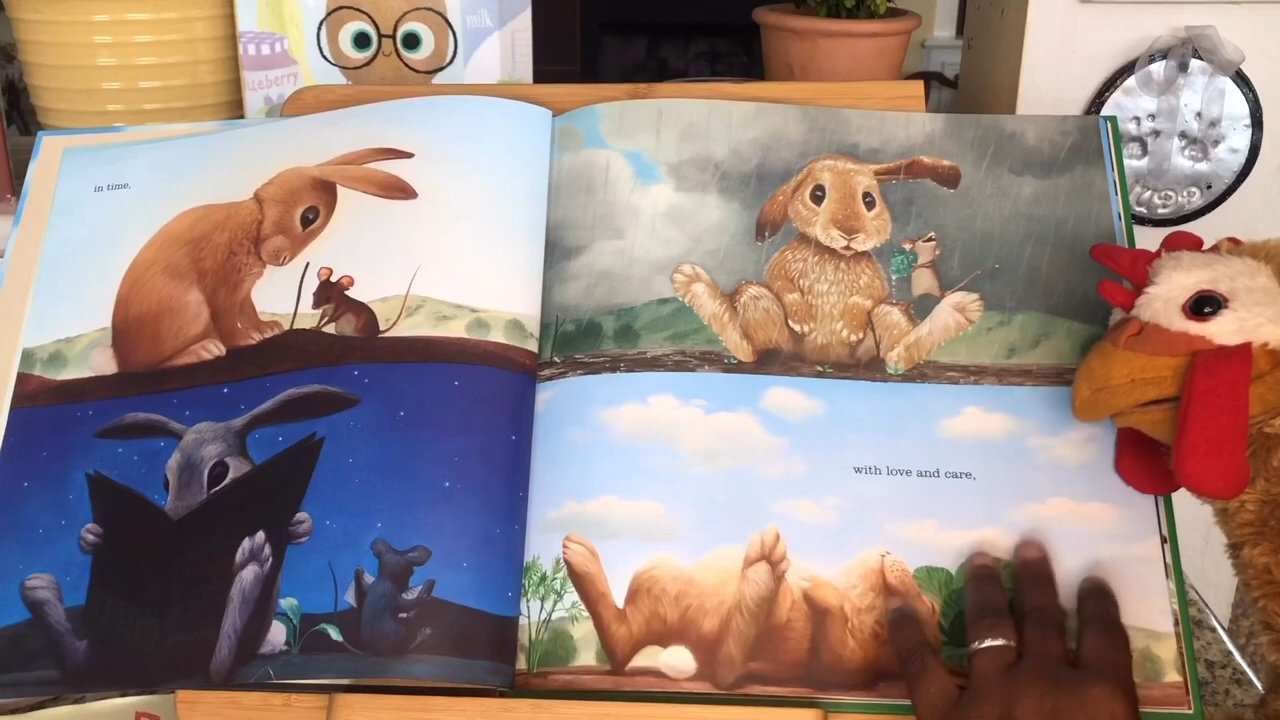 milk
ueberry
in time,
with love and care,